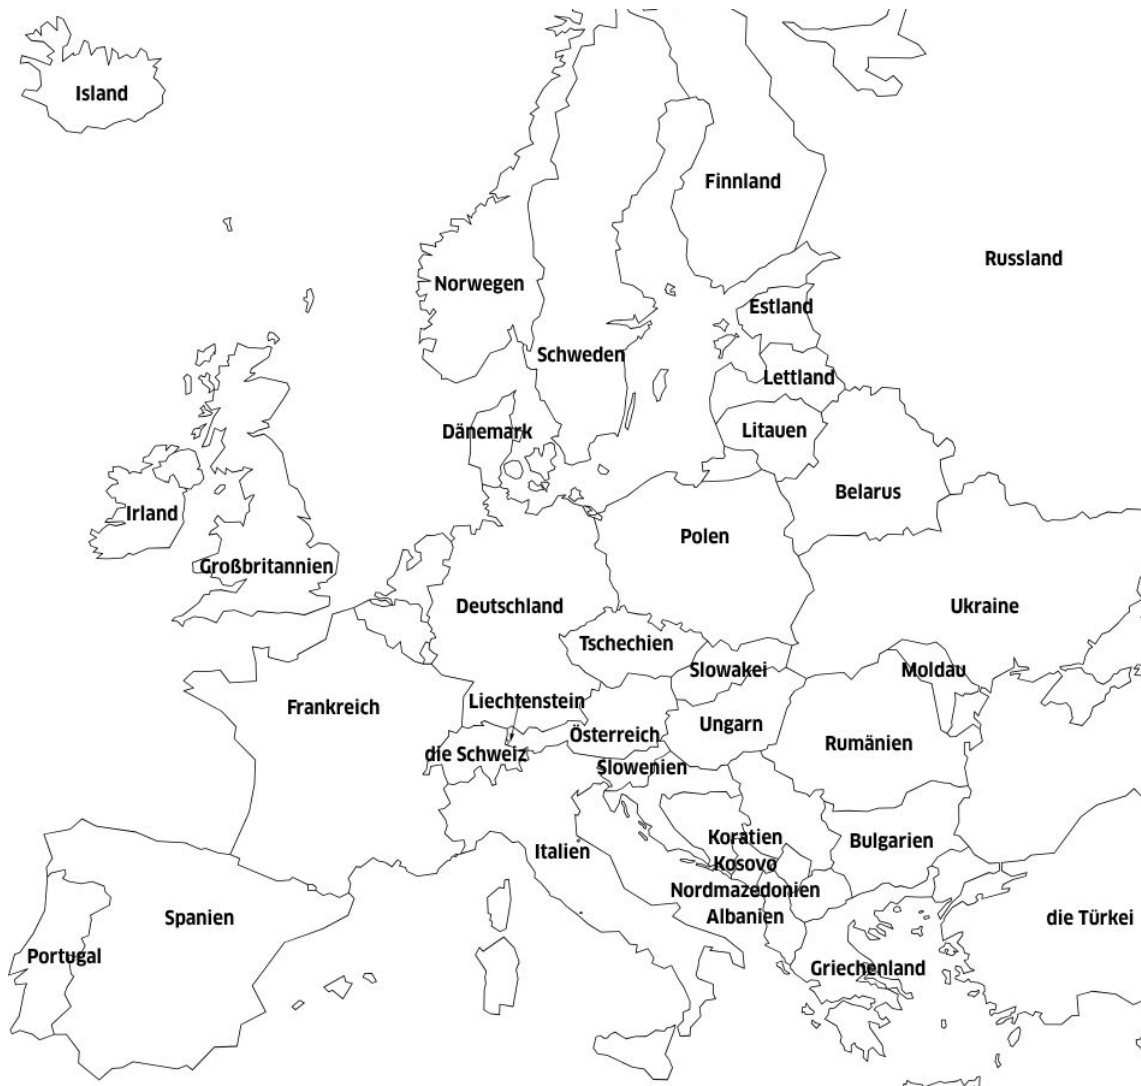 Island
Finnland
Russland
Norwegen
Estland
Schweden
Lettland
Dänemark
Litauen
Belarus
Irland
Polen
Großbritannien
Deutschland
Ukraine
Tschechien
Slowakei
Moldau
Liechtenstein
Frankreich
Ungarn
Österreich
Rumänien
die Schweiz
Slowenien
Koratien
Bulgarien
Italien
Kosovo
Nordmazedonien
Spanien
Albanien
die Türkei
Portugal
Griechenland